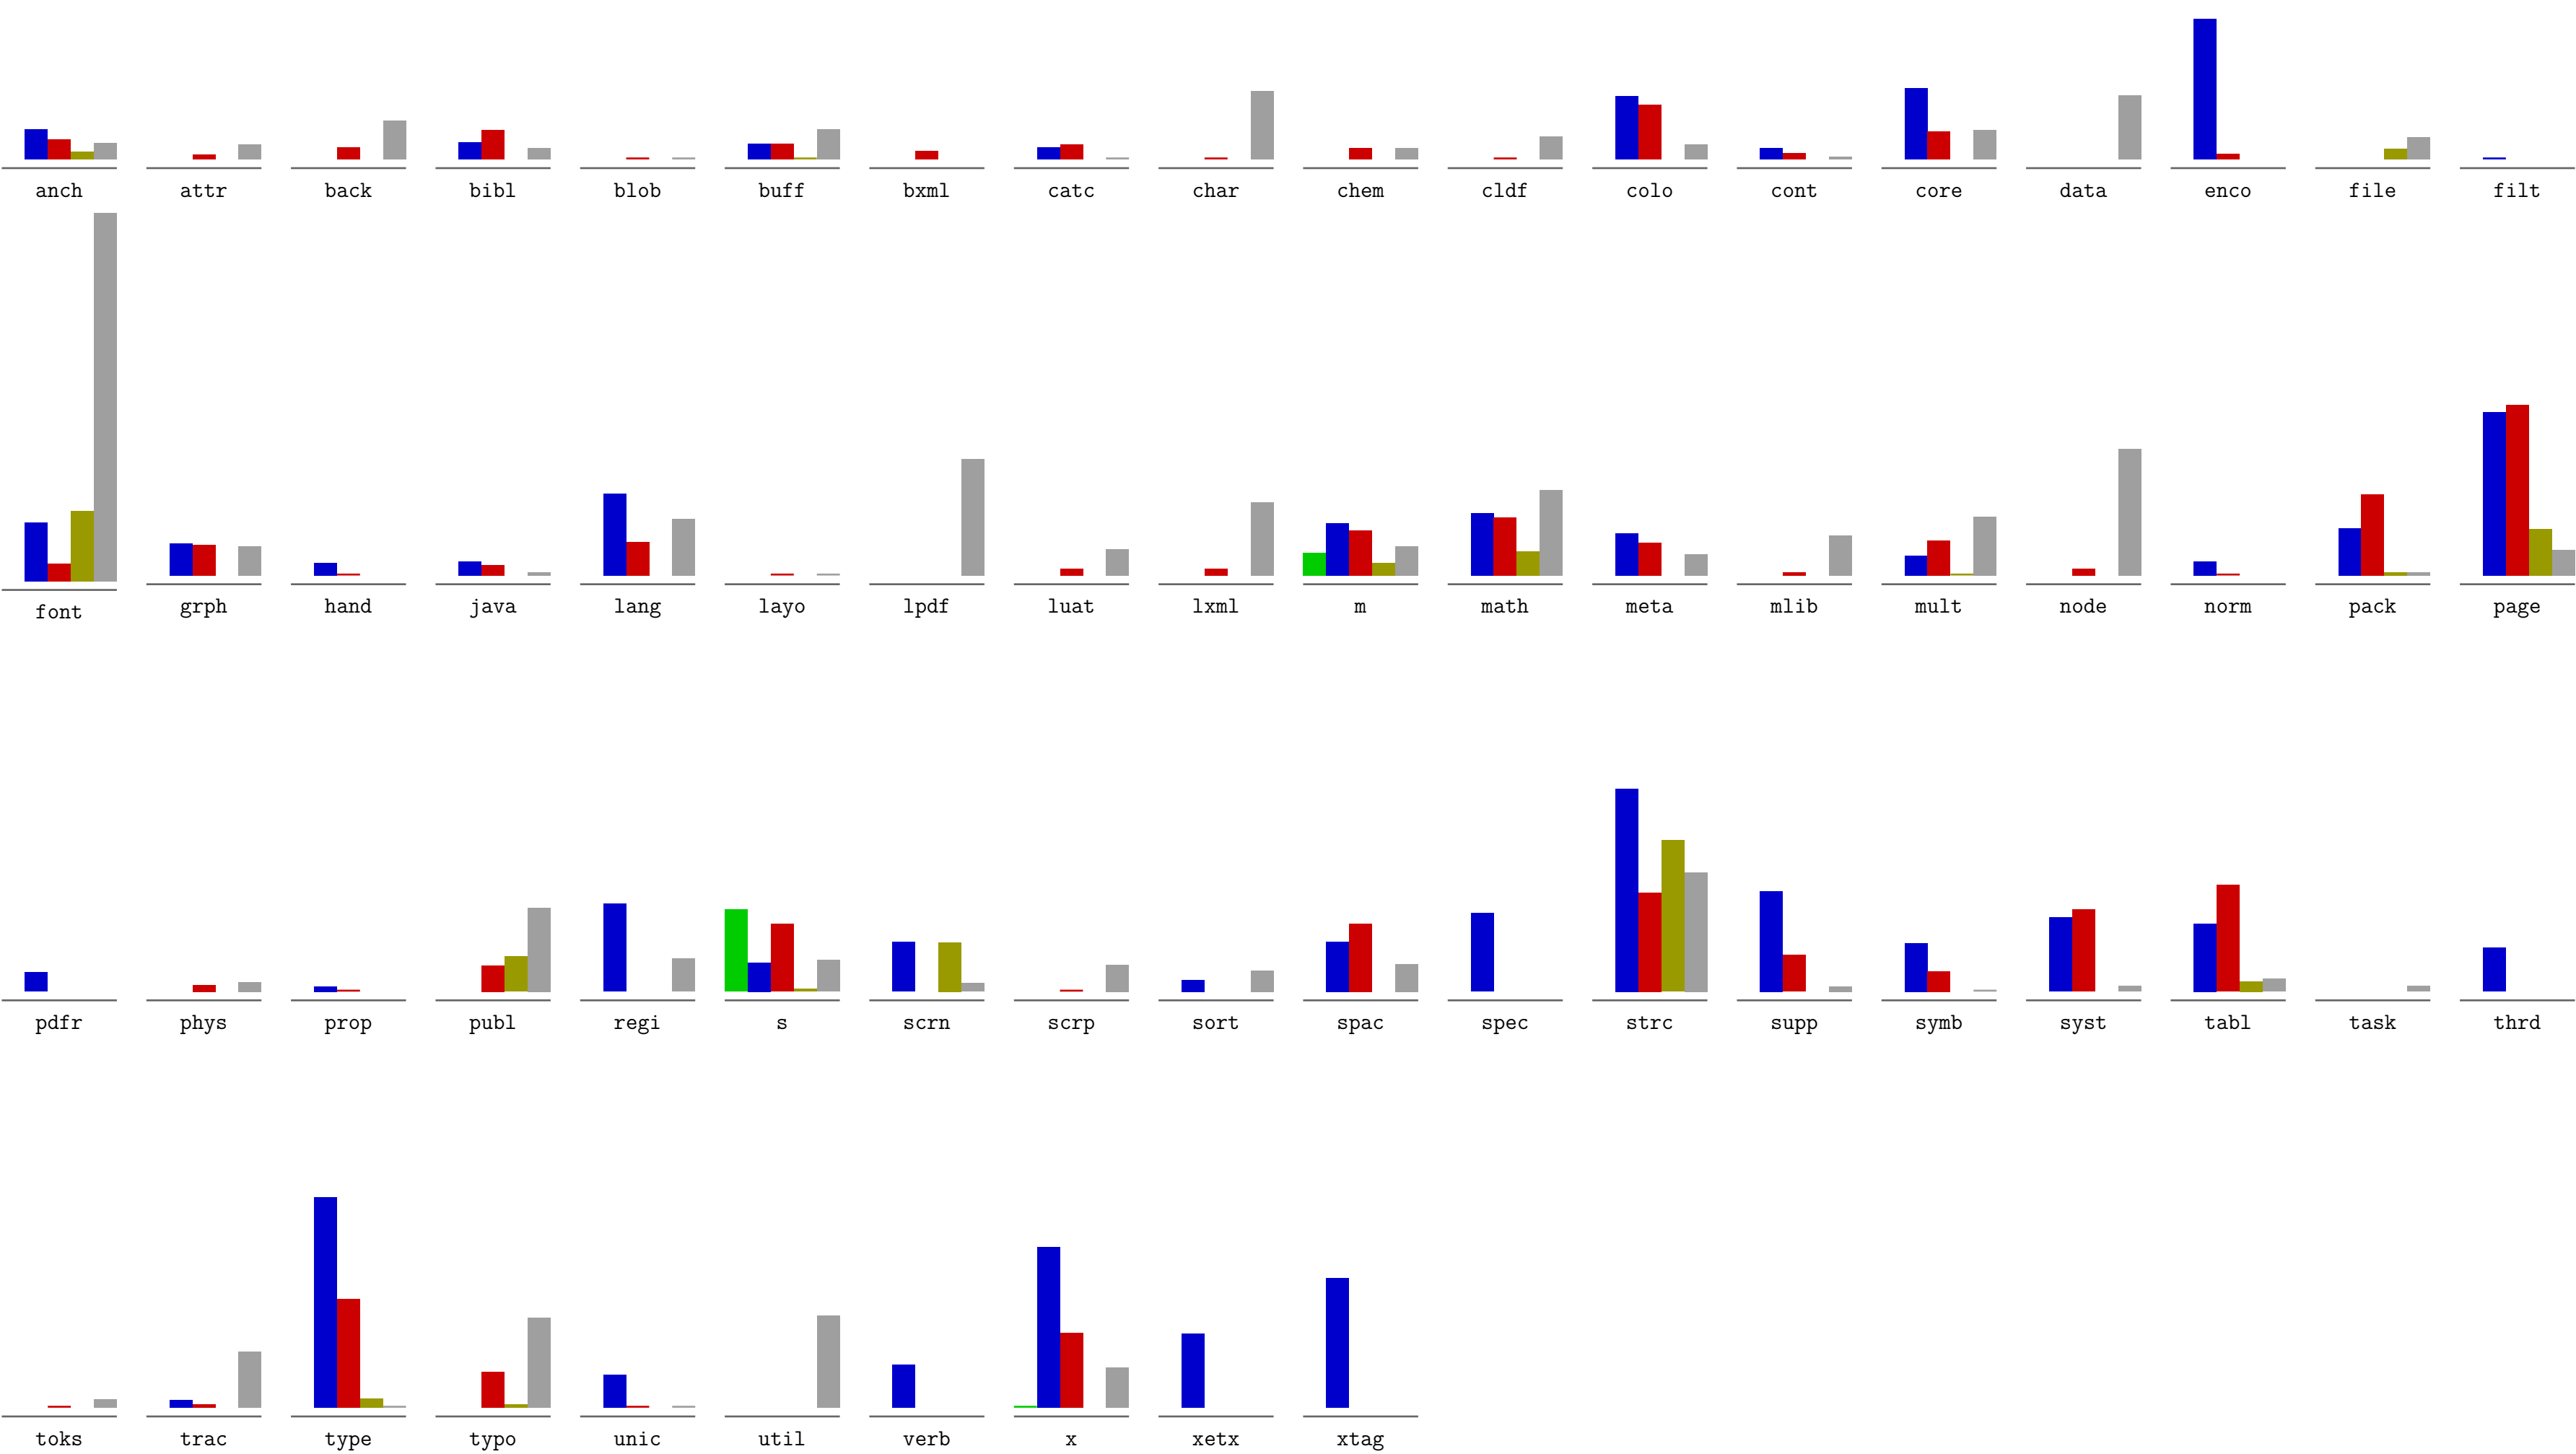 anch attr back bibl blob buff bxml catc char chem cldf colo cont core data enco file filt
font grph hand java lang layo lpdf luat lxml m math meta mlib mult node norm pack page
pdfr phys prop publ regi s scrn scrp sort spac spec strc supp symb syst tabl task thrd
toks trac type typo unic util verb x xetx xtag